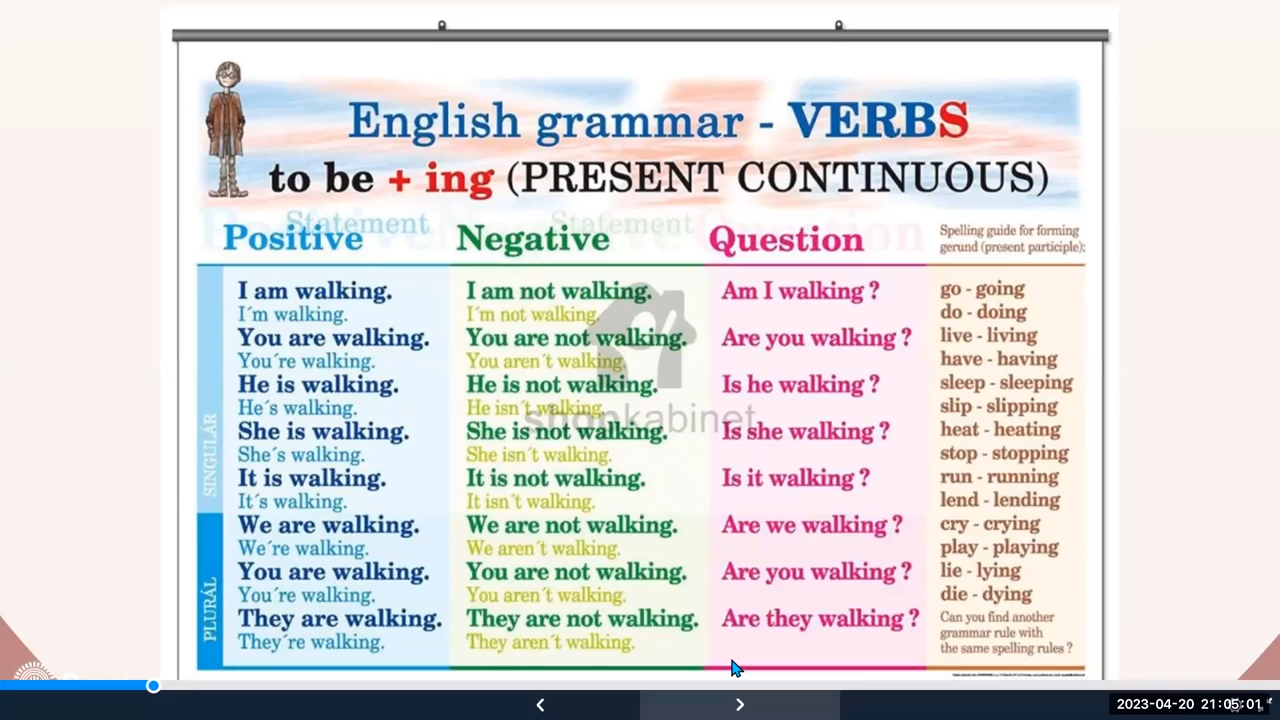 English grammar - VERBS
to be + ing (PRESENT CONTINUOUS)
Statement
Statement
Positive
Negative
Question
Spelling guide for forming
gerund (present participle):
SINGULÁR
I am walking.
I´m walking.
You are walking.
You´re walking.
He is walking.
He´s walking.
She is walking.
She´s walking.
It is walking.
It´s walking.
PLURÁL
We are walking.
We´re walking.
You are walking.
You´re walking.
They are walking.
They´re walking.
I am not walking.
I´m not walking.
You are not walking.
You aren´t walking.
He is not walking.
He isn´t walking.
She is not walking.
She isn´t walking.
It is not walking.
It isn´t walking.
We are not walking.
We aren´t walking.
You are not walking.
You aren´t walking.
They are not walking.
They aren´t walking.
Am I walking ?
Are you walking ?
Is he walking ?
Is she walking ?
Is it walking ?
Are we walking ?
Are you walking ?
Are they walking ?
go - going
do - doing
live - living
have - having
sleep - sleeping
slip - slipping
heat - heating
stop - stopping
run - running
lend - lending
cry - crying
play - playing
lie - lying
die - dying
Can you find another
grammar rule with
the same spelling rules ?
shopkabinet
2023-04-20 21:05:01